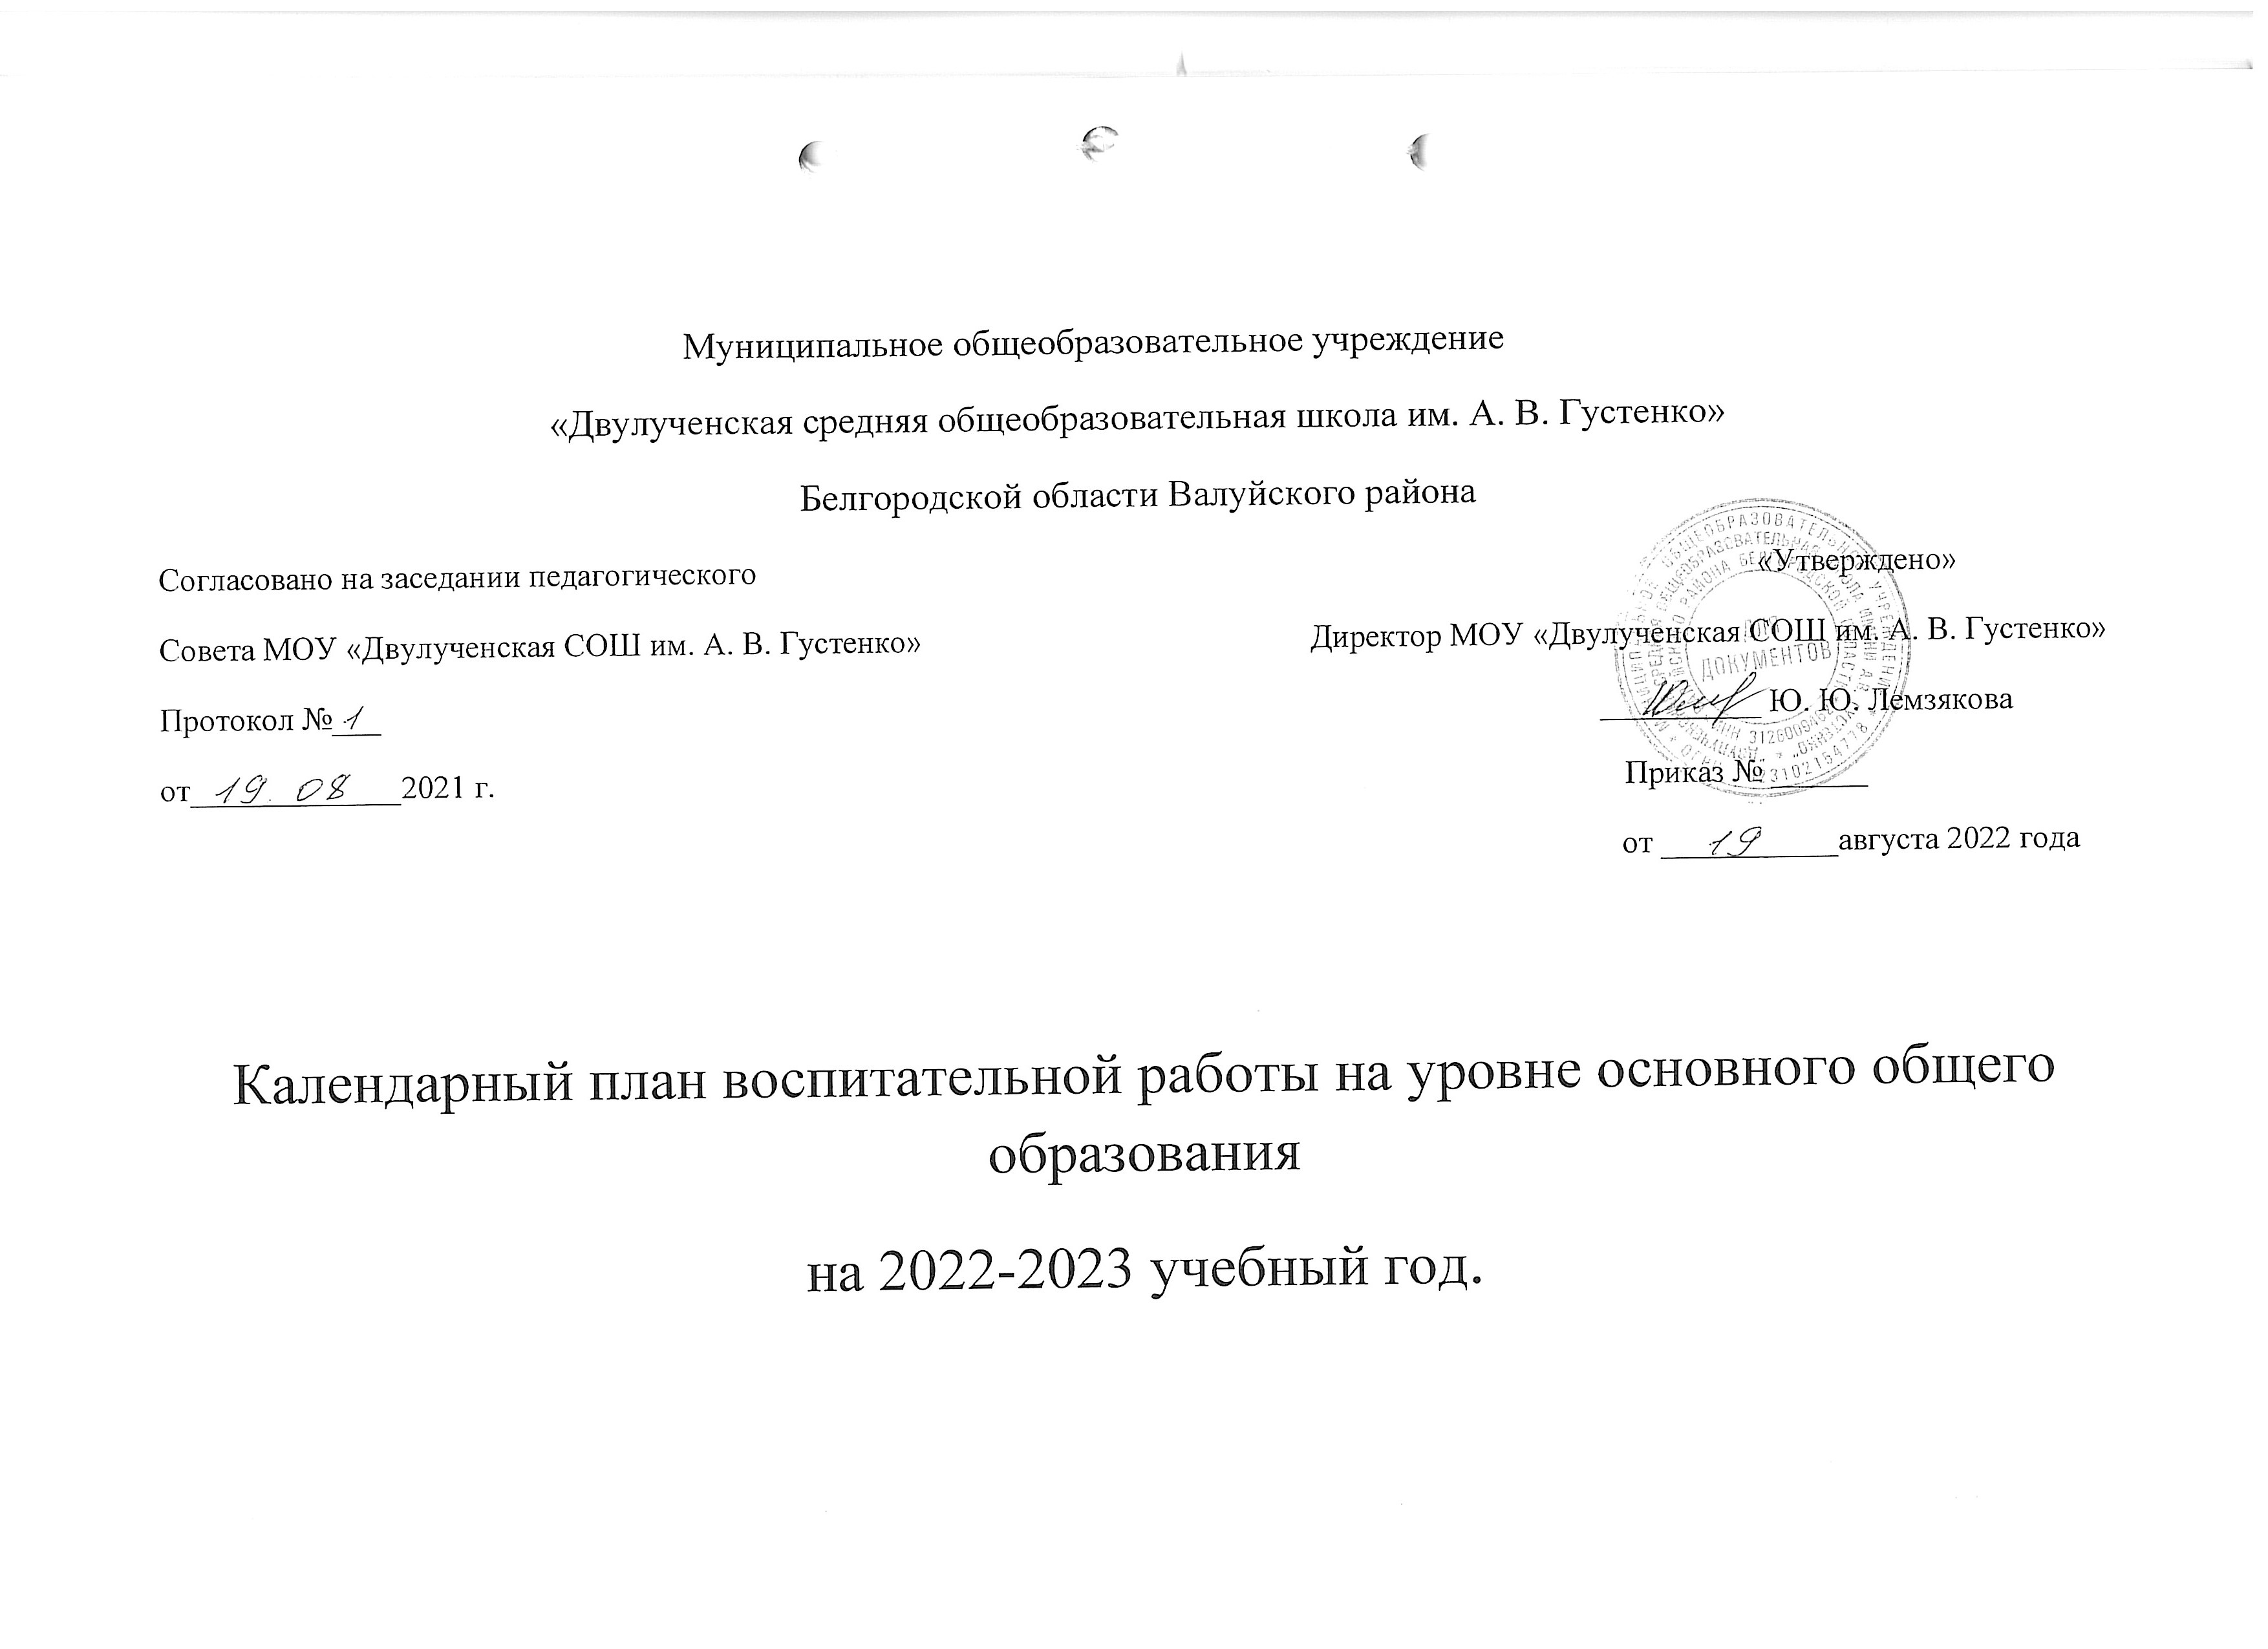 Муниципальное общеобразовательное учреждение
«Двулученская средняя общеобразовательная школа им. А. В. Густенко»
Белгородской области Валуйского района
Согласовано на заседании педагогического
Совета МОУ «Двулученская СОШ им. А. В. Густенко»
Протокол № 1
от 19. 08 2021 г.
«Утверждено»
Директор МОУ «Двулученская СОШ им. А. В. Густенко»
Ю. Ю. Лемзякова
Приказ №
от 19 августа 2022 года
ДОКУМЕНТОВ
Календарный план воспитательной работы на уровне основного общего
образования
на 2022-2023 учебный год.